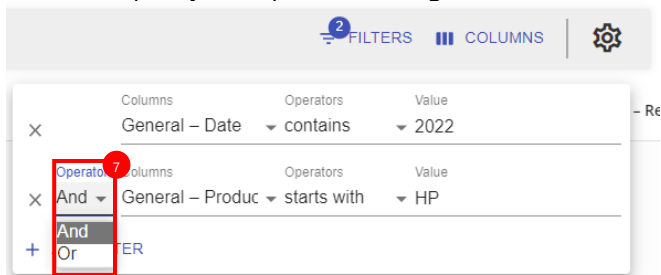 2
FILTERS COLUMNS
Columns Operators Value
General – Date contains 2022
– Re
7
Operator Columns Operators Value
And General – Produc starts with HP
And
Or
+ TER